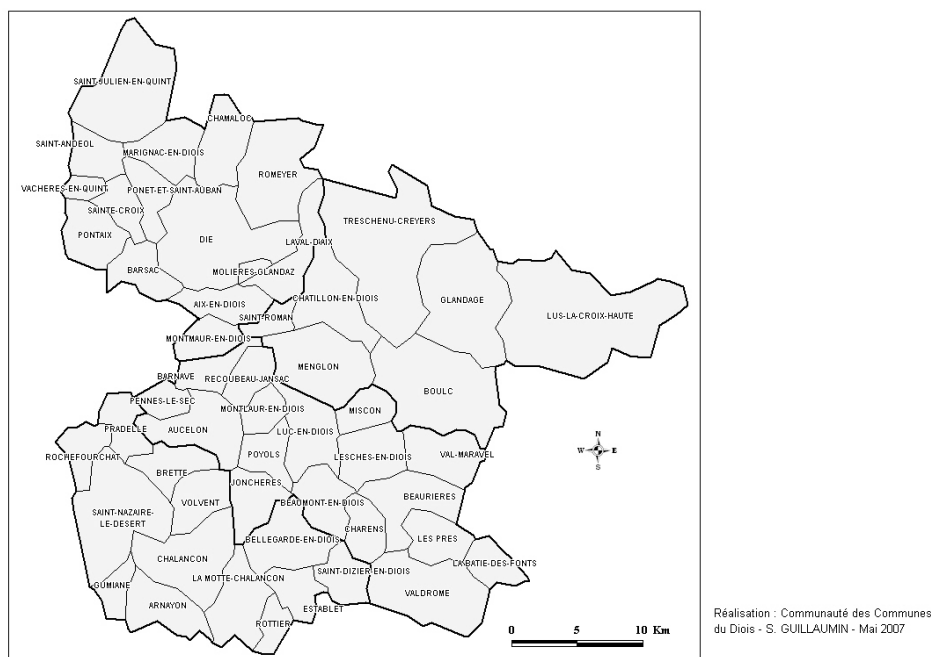 SAINT-JULIEN-EN-QUINT
CHAMALOC
SAINT-ANDEOL
MARIGNAC-EN-DIOIS
ROMEYER
VACHERES-EN-QUINT
PONET-ET-SAINT-AUBAN
SAINTE-CROIX
TRESCHENU-CREYERS
PONTAIX
DIE
LAVAL-DIAIX
BARSAC
MOLIERES-GLANDAZ
AIX-EN-DIOIS
CHATILLON-EN-DIOIS
GLANDAGE
SAINT-ROMAN
LUS-LA-CROIX-HAUTE
MONTMAUR-EN-DIOIS
MENGLON
BARNAVE
RECOUBEAU-JANSAC
BOULC
PENNES-LE-SEC
MONTLAUR-EN-DIOIS
MISCON
PRADELLE
AUCELON
LUC-EN-DIOIS
N
W
E
S
ROCHEFOURCHAT
POYOLS
LESCHES-EN-DIOIS
VAL-MARAVEL
BRETTE
JONCHERES
VOLVENT
BEAUMONT-EN-DIOIS
BEAURIERES
SAINT-NAZAIRE-
LE-DESERT
CHARENS
BELLEGARDE-EN-DIOIS
LES PRES
CHALANCON
LA-BATIE-DES-FONTS
GUMIANE
LA MOTTE-CHALANCON
SAINT-DIZIER-EN-DIOIS
VALDROME
ARNAYON
ESTABLET
ROTTIER
0 5 10 Km
Réalisation : Communauté des Communes
du Diois - S. GUILLAUMIN - Mai 2007